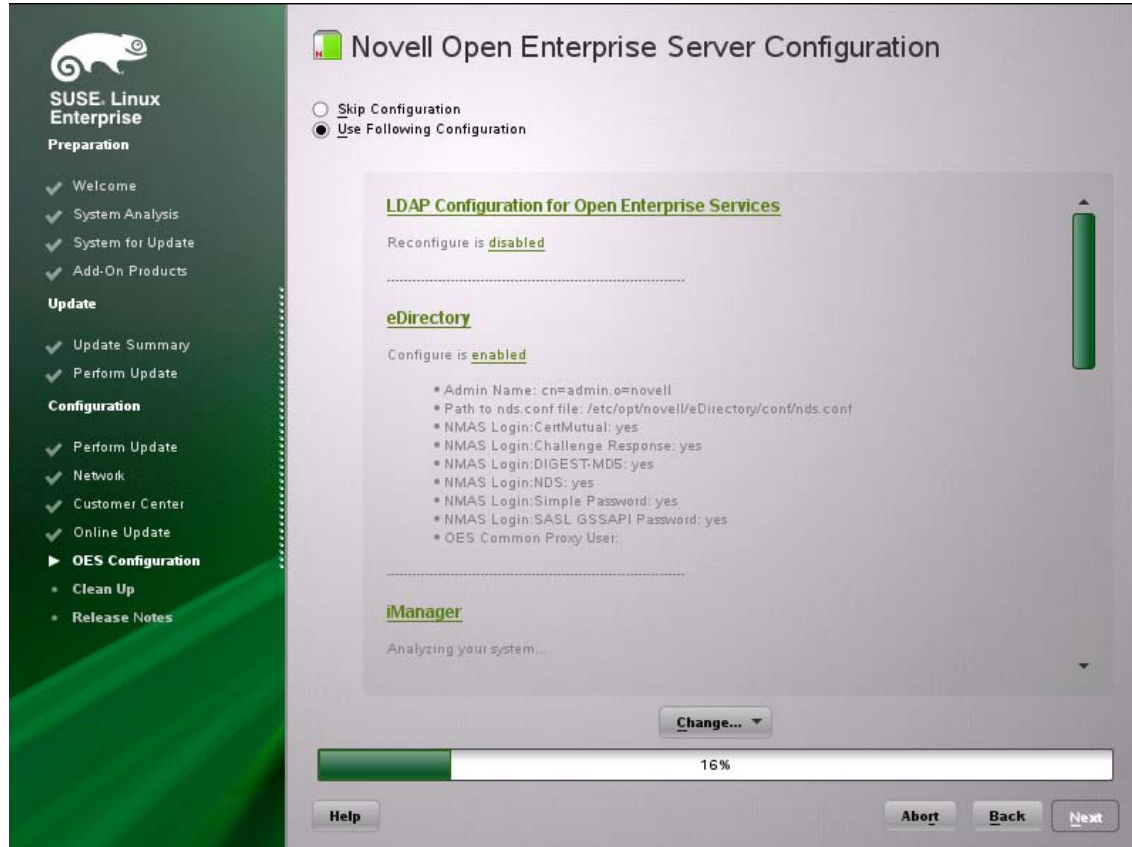 SUSE. Linux
Enterprise
Preparation
Welcome
System Analysis
System for Update
Add-On Products
Update
Update Summary
Perform Update
Configuration
Perform Update
Network
Customer Center
Online Update
OES Configuration
Clean Up
Release Notes
N
Novell Open Enterprise Server Configuration
Skip Configuration
Use Following Configuration
LDAP Configuration for Open Enterprise Services
Reconfigure is disabled
eDirectory
Configure is enabled
Admin Name: cn=admin.o=novell
Path to nds.conf file: /etc/opt/novell/eDirectory/conf/nds.conf
NMAS Login:CertMutual: yes
NMAS Login:Challenge Response: yes
NMAS Login:DIGEST-MD5: yes
NMAS Login:NDS: yes
NMAS Login:Simple Password: yes
NMAS Login:SASL GSSAPI Password: yes
OES Common Proxy User:
iManager
Analyzing your system...
Change...
16%
Help
Abort
Back
Next